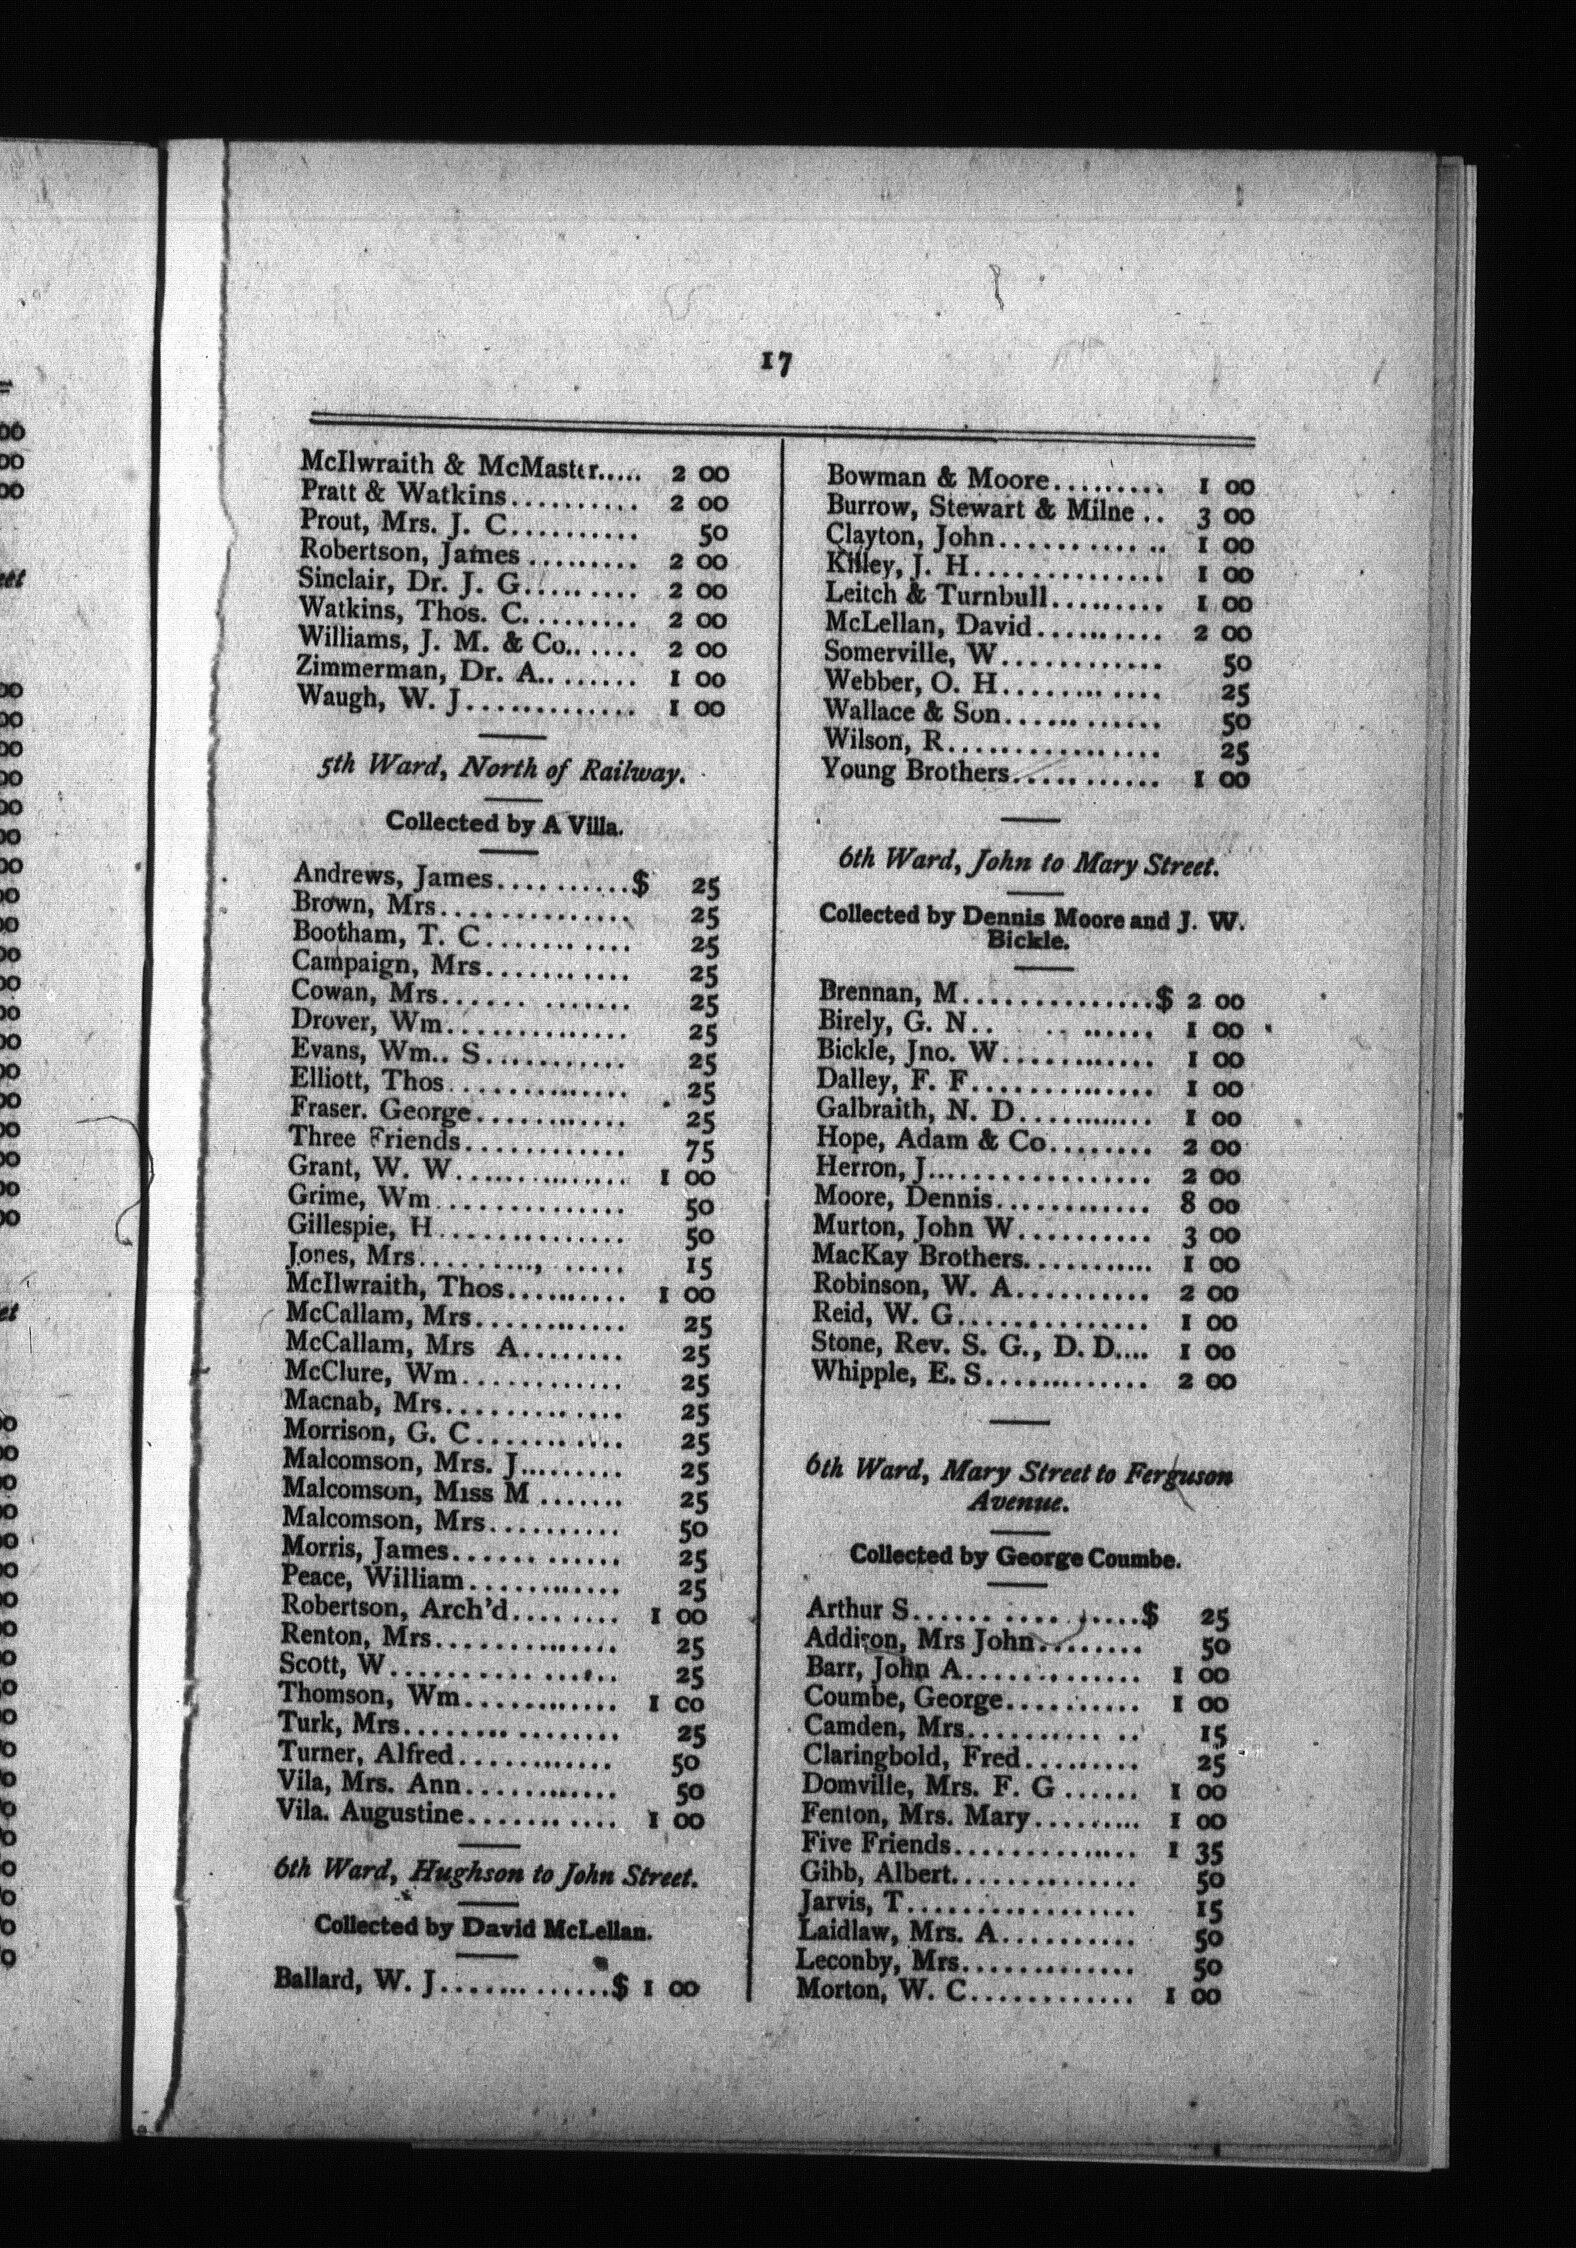 17
McIlwraith & McMaster..... 2 00
Pratt & Watkins.......... 2 00
Prout, Mrs. J. C.......... 50
Robertson, James ......... 2 00
Sinclair, Dr. J. G......... 2 00
Watkins, Thos. C......... 2 00
Williams, J. M. & Co...... 2 00
Zimmerman, Dr. A........ 1 00
Waugh, W. J............. 1 00
5th Ward, North of Railway.
Collected by A Villa.
Andrews, James..........$ 25
Brown, Mrs.............. 25
Bootham, T. C........... 25
Campaign, Mrs........... 25
Cowan, Mrs...... ....... 25
Drover, Wm............. 25
Evans, Wm.. S.......... 25
Elliott, Thos............. 25
Fraser. George........... 25
Three Friends............ 75
Grant, W. W............. 1 00
Grime, Wm.............. 50
Gillespie, H.............. 50
Jones, Mrs.........., ..... 15
McIlwraith, Thos......... 1 00
McCallam, Mrs........... 25
McCallam, Mrs A........ 25
McClure, Wm............ 25
Macnab, Mrs............. 25
Morrison, G. C........... 25
Malcomson, Mrs. J......... 25
Malcomson, Miss M ....... 25
Malcomson, Mrs.......... 50
Morris, James...... ...... 25
Peace, William........... 25
Robertson, Arch'd........ 1 00
Renton, Mrs............. 25
Scott, W................ 25
Thomson, Wm........... 1 00
Turk, Mrs........ ........ 25
Turner, Alfred........... 50
Vila, Mrs. Ann........... 50
Vila. Augustine....... .... 1 00
6th Ward, Hughson to John Street.
Collected by David McLellan.
Ballard, W. J....... ......$ 1 00
Bowman & Moore......... 1 00
Burrow, Stewart & Milne .. 3 00
Clayton, John.......... .. 1 00
Killey, J. H.............. 1 00
Leitch & Turnbull......... 1 00
McLellan, David.......... 2 00
Somerville, W............ 50
Webber, O. H........ .... 25
Wallace & Son...... ...... 50
Wilson, R................ 25
Young Brothers..... ...... 1 00
6th Ward, John to Mary Street.
Collected by Dennis Moore and J. W.
Bickle.
Brennan, M..............$ 2 00
Birely, G. N.. .. ...... 1 00
Bickle, Jno. W........... 1 00
Dalley, F. F............. 1 00
Galbraith, N. D.......... 1 00
Hope, Adam & Co........ 2 00
Herron, J................. 2 00
Moore, Dennis............ 8 00
Murton, John W.......... 3 00
MacKay Brothers.......... 1 00
Robinson, W. A.......... 2 00
Reid, W. G.............. 1 00
Stone, Rev. S. G., D. D.... 1 00
Whipple, E. S............ 2 00
6th Ward, Mary Street to Ferguson
Avenue.
Collected by George Coumbe.
Arthur S...... .... .....$ 25
Addison, Mrs John........ 50
Barr, John A............. 1 00
Coumbe, George.......... 1 00
Camden, Mrs.......... .. 15
Claringbold, Fred......... 25
Domville, Mrs. F. G ...... 1 00
Fenton, Mrs. Mary........ 1 00
Five Friends............. 1 35
Gibb, Albert............. 50
Jarvis, T................. 15
Laidlaw, Mrs. A.......... 50
Leconby, Mrs............. 50
Morton, W. C............ 1 00